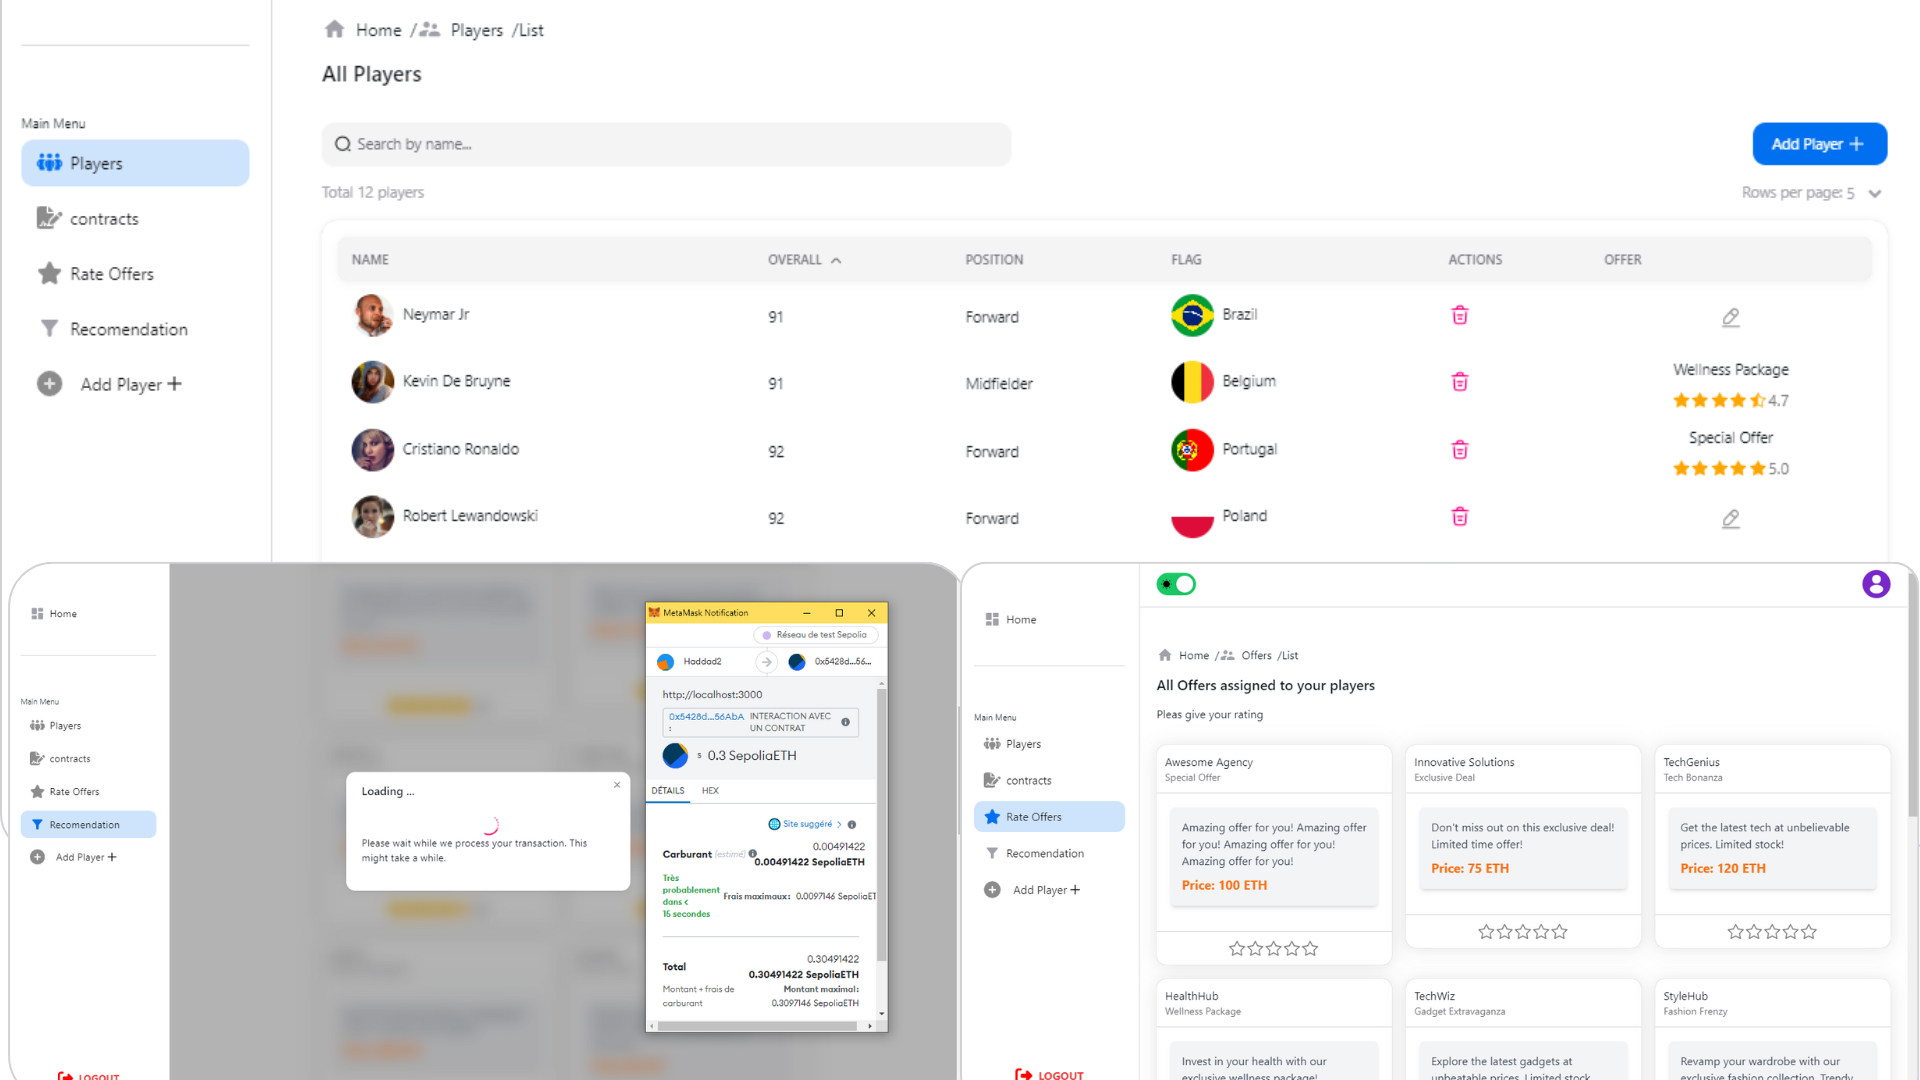 Home / Players /List
All Players
Main Menu
Players
contracts
Rate Offers
Recomendation
Add Player +
Search by name...
Add Player +
Total 12 players
Rows per page: 5
NAME OVERALL POSITION FLAG ACTIONS OFFER
Neymar Jr 91 Forward Brazil
Kevin De Bruyne 91 Midfielder Belgium Wellness Package
4.7
Cristiano Ronaldo 92 Forward Portugal Special Offer
5.0
Robert Lewandowski 92 Forward Poland
Home
Main Menu
Players
contracts
Rate Offers
Recomendation
Add Player +
LOGOUT
Loading ...
×
Please wait while we process your transaction. This
might take a while.
MetaMask Notification
Réseau de test Sepolia
Haddad2 0x5428d...56...
http://localhost:3000
0x5428d...56AbA INTERACTION AVEC
: UN CONTRAT
s 0.3 SepoliaETH
DÉTAILS HEX
Site suggéré >
0.00491422
Carburant (estimé) 0.00491422 SepoliaETH
Très
probablement
dans <
15 secondes
Frais maximaux: 0.0097146 SepoliaET
0.30491422
Total 0.30491422 SepoliaETH
Montant + frais de
carburant
Montant maximal:
0.3097146 SepoliaETH
Home
Main Menu
Players
contracts
Rate Offers
Recomendation
Add Player +
LOGOUT
Home / Offers /List
All Offers assigned to your players
Pleas give your rating
Awesome Agency
Special Offer
Amazing offer for you! Amazing offer
for you! Amazing offer for you!
Amazing offer for you!
Price: 100 ETH
Innovative Solutions
Exclusive Deal
Don't miss out on this exclusive deal!
Limited time offer!
Price: 75 ETH
TechGenius
Tech Bonanza
Get the latest tech at unbelievable
prices. Limited stock!
Price: 120 ETH
HealthHub
Wellness Package
Invest in your health with our
exclusive wellness package!
TechWiz
Gadget Extravaganza
Explore the latest gadgets at
unbeatable prices. Limited stock
StyleHub
Fashion Frenzy
Revamp your wardrobe with our
exclusive fashion collection. Trendy